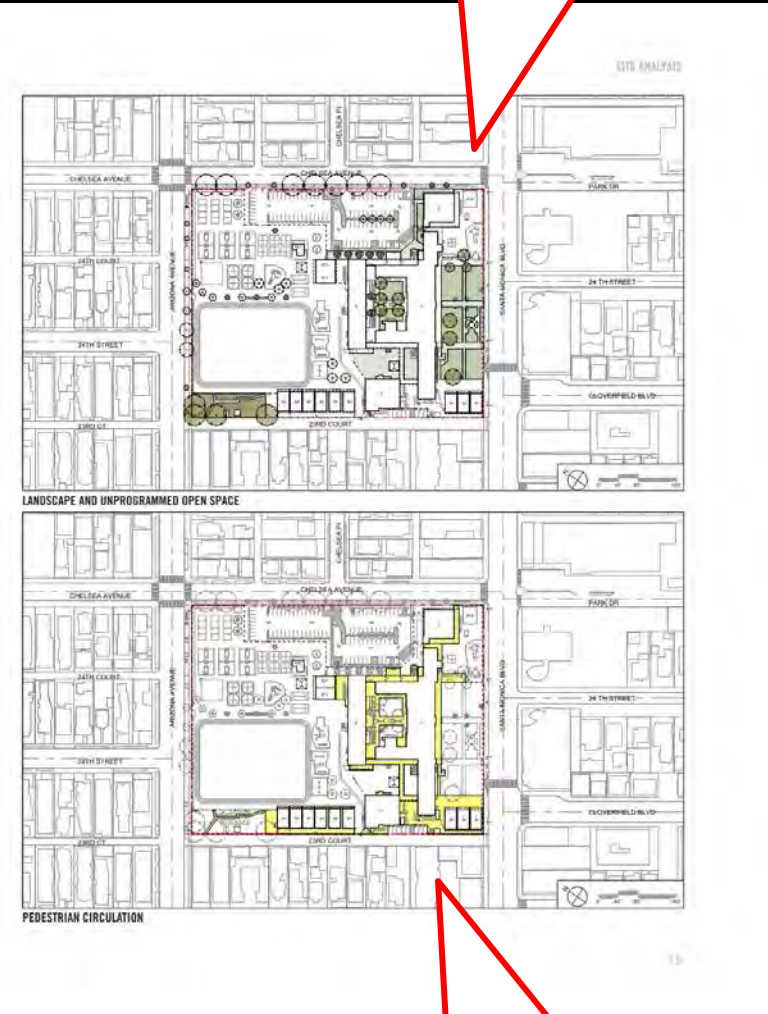 SITE ANALYSIS
CHELSEA PL
CHELSEA AVENUE
CHELSEA AVENUE
PARK DR
24TH COURT
ARIZONA AVENUE
SANTA MONICA BLVD
24 TH STREET
24TH STREET
CLOVERFIELD BLVD
23RD CT
23RD COURT
LANDSCAPE AND UNPROGRAMMED OPEN SPACE
CHELSEA PL
CHELSEA AVENUE
CHELSEA AVENUE
PARK DR
24TH COURT
ARIZONA AVENUE
SANTA MONICA BLVD
24 TH STREET
24TH STREET
CLOVERFIELD BLVD
23RD CT
23RD COURT
PEDESTRIAN CIRCULATION